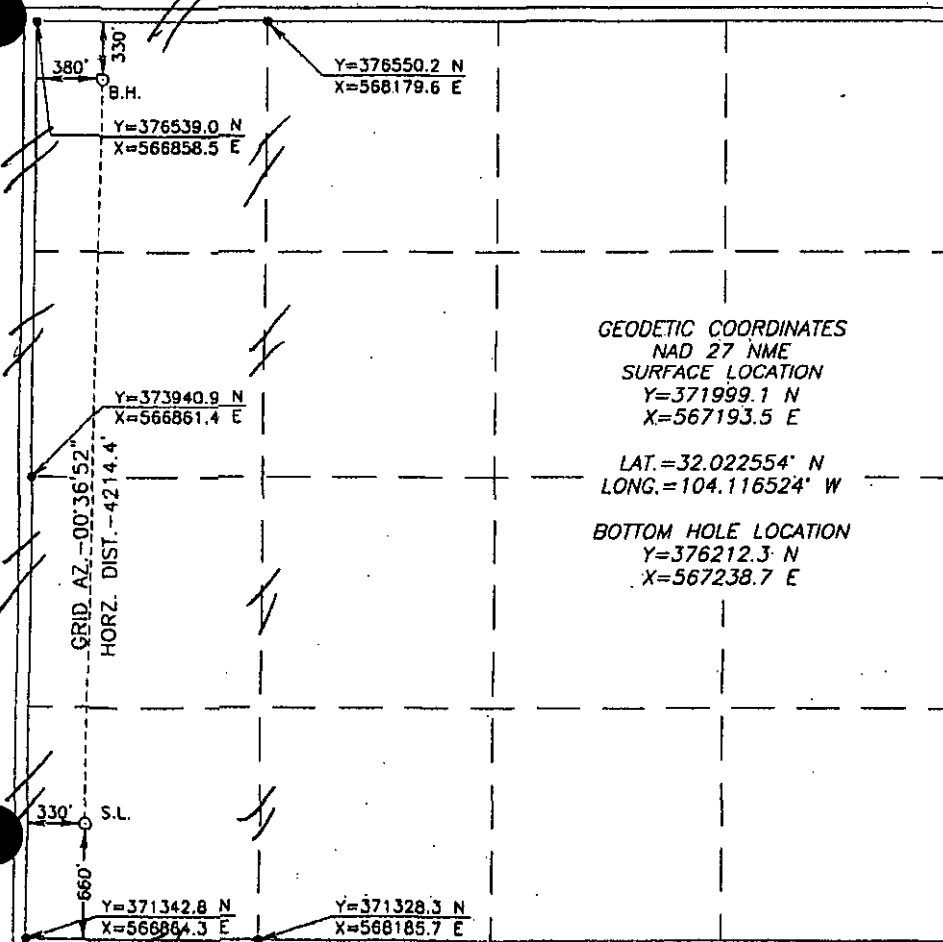 330'
380'
B.H.
Y=376550.2 N
X=568179.6 E
Y=376539.0 N
X=566858.5 E
GEODETIC COORDINATES
NAD 27 NME
SURFACE LOCATION
Y=371999.1 N
X=567193.5 E
LAT.=32.022554° N
LONG.=104.116524° W
BOTTOM HOLE LOCATION
Y=376212.3 N
X=567238.7 E
Y=373940.9 N
X=566861.4 E
GRID AZ.-00°36'52"
HORZ. DIST.-4214.4'
330'
S.L.
660'
Y=371342.8 N
X=566864.3 E
Y=371328.3 N
X=568185.7 E